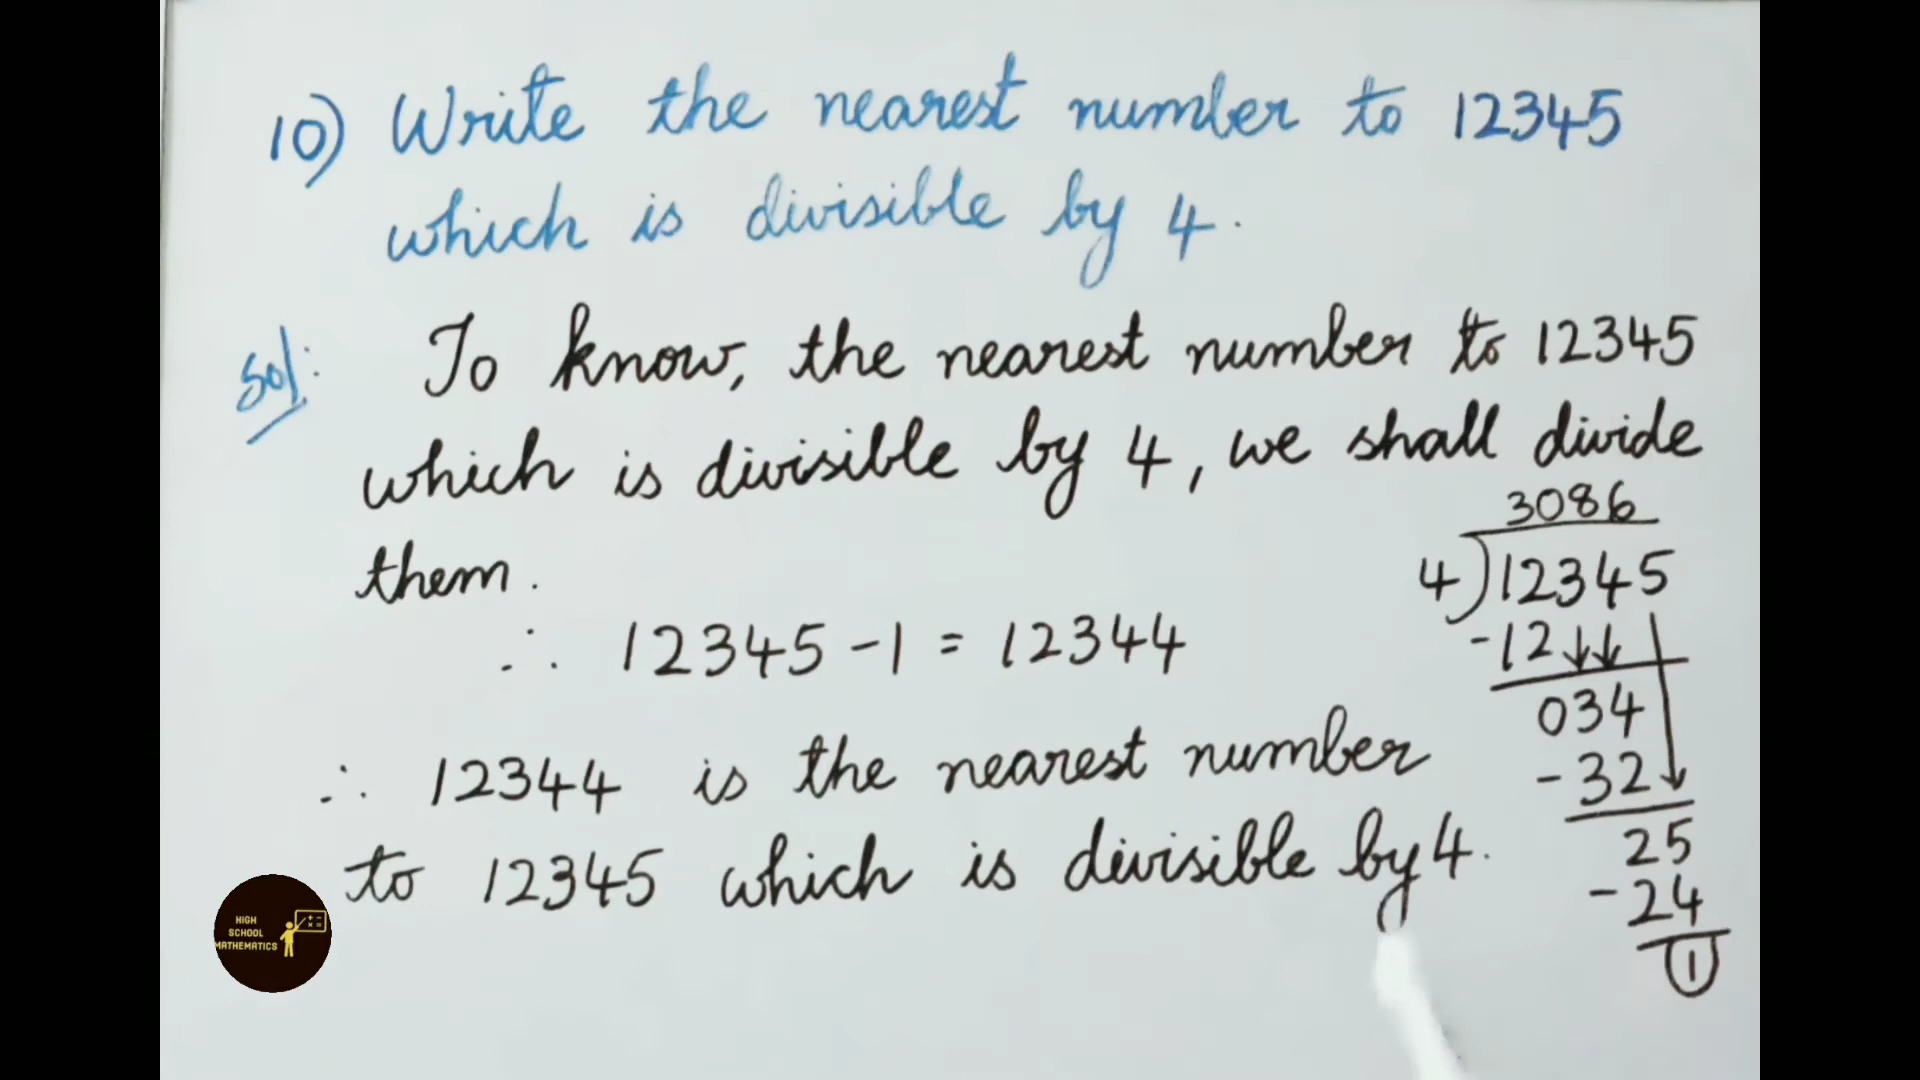 10) Write the nearest number to 12345
which is divisible by 4.
Sol: To know, the nearest number to 12345
which is divisible by 4, we shall divide
them.
∴ 12345 - 1 = 12344
∴ 12344 is the nearest number
to 12345 which is divisible by 4.
3086
4)12345
-12
034
-32
25
-24
1
HIGH
SCHOOL
MATHEMATICS